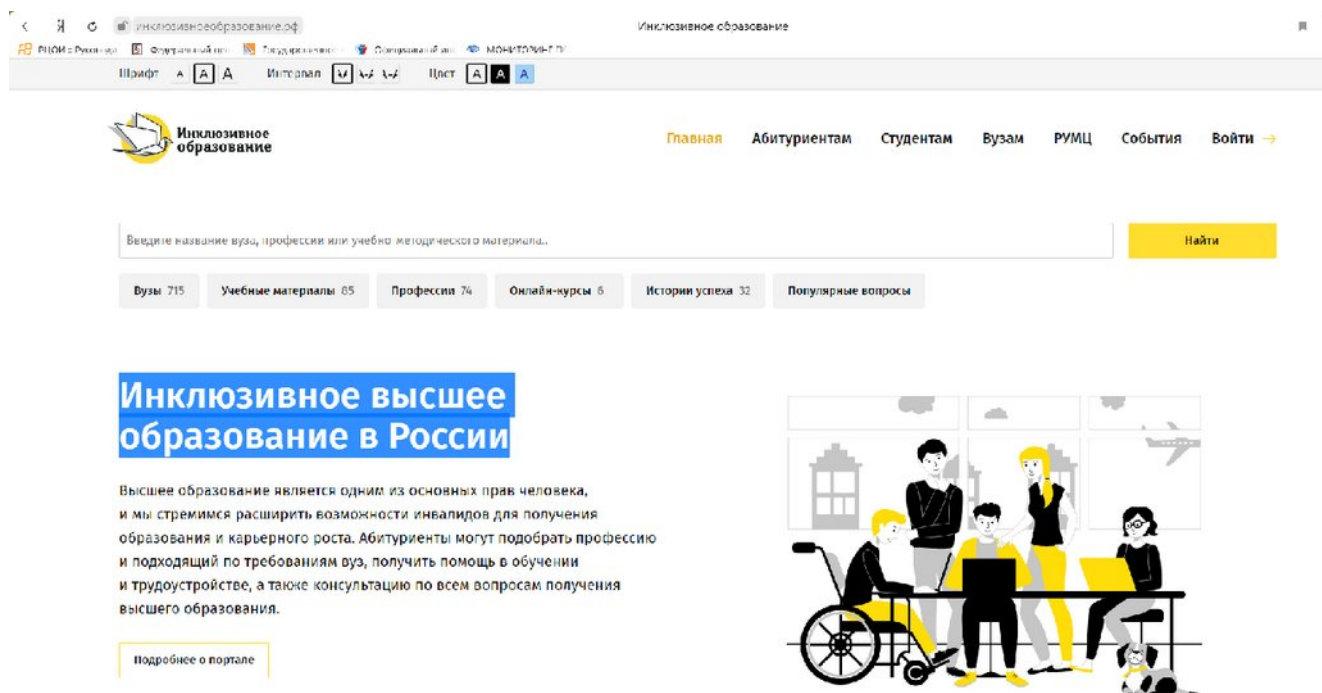 инклюзивноеобразование.рф
Инклюзивное образование
Шрифт A A A Интервал Цвет A A A
Инклюзивное
образование
Главная Абитуриентам Студентам Вузам РУМЦ События Войти →
Введите название вуза, профессии или учебно методического материала..
Найти
Вузы 715 Учебные материалы 85 Профессии 74 Онлайн-курсы 6 Истории успеха 32 Популярные вопросы
Инклюзивное высшее
образование в России
Высшее образование является одним из основных прав человека,
и мы стремимся расширить возможности инвалидов для получения
образования и карьерного роста. Абитуриенты могут подобрать профессию
и подходящий по требованиям вуз, получить помощь в обучении
и трудоустройстве, а также консультацию по всем вопросам получения
высшего образования.
Подробнее о портале